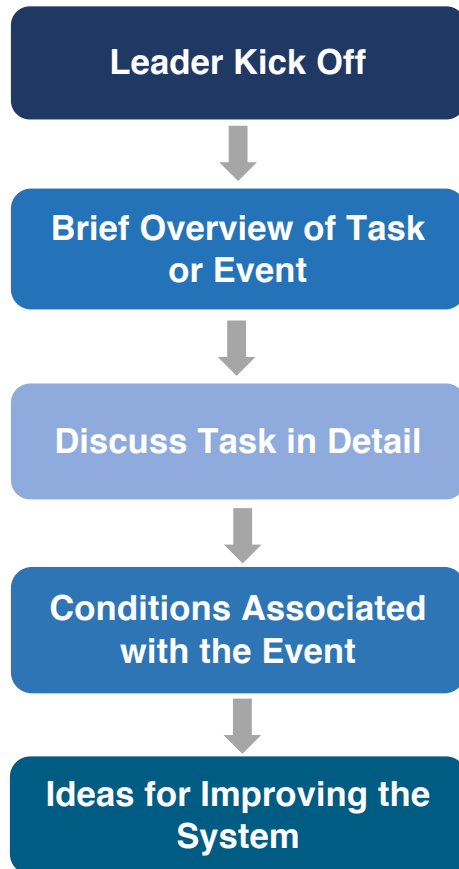 Leader Kick Off
Brief Overview of Task
or Event
Discuss Task in Detail
Conditions Associated
with the Event
Ideas for Improving the
System